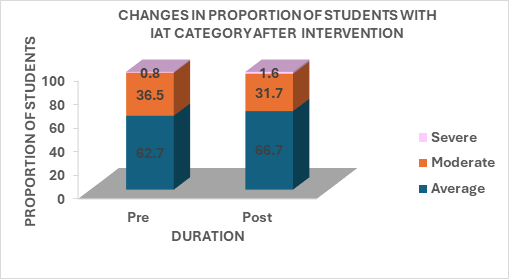 CHANGES IN PROPORTION OF STUDENTS WITH
IAT CATEGORY AFTER INTERVENTION
PROPORTION OF STUDENTS
100
80
60
40
20
0
0.8
1.6
36.5
31.7
62.7
66.7
Pre
Post
DURATION
Severe
Moderate
Average